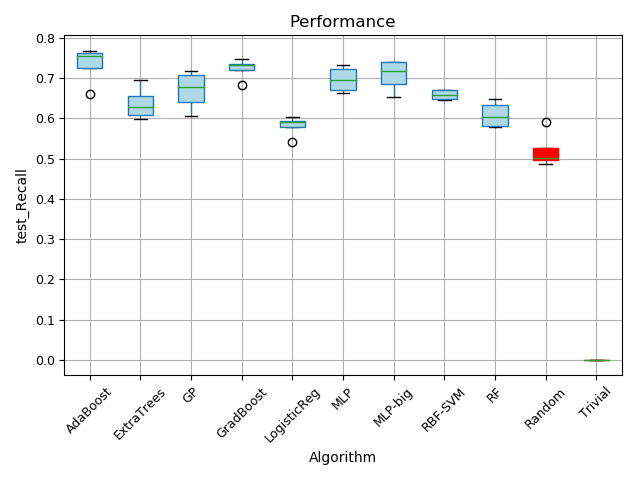 Performance
test_Recall
0.8
0.7
0.6
0.5
0.4
0.3
0.2
0.1
0.0
AdaBoost
ExtraTrees
GP
GradBoost
LogisticReg
MLP
MLP-big
RBF-SVM
RF
Random
Trivial
Algorithm